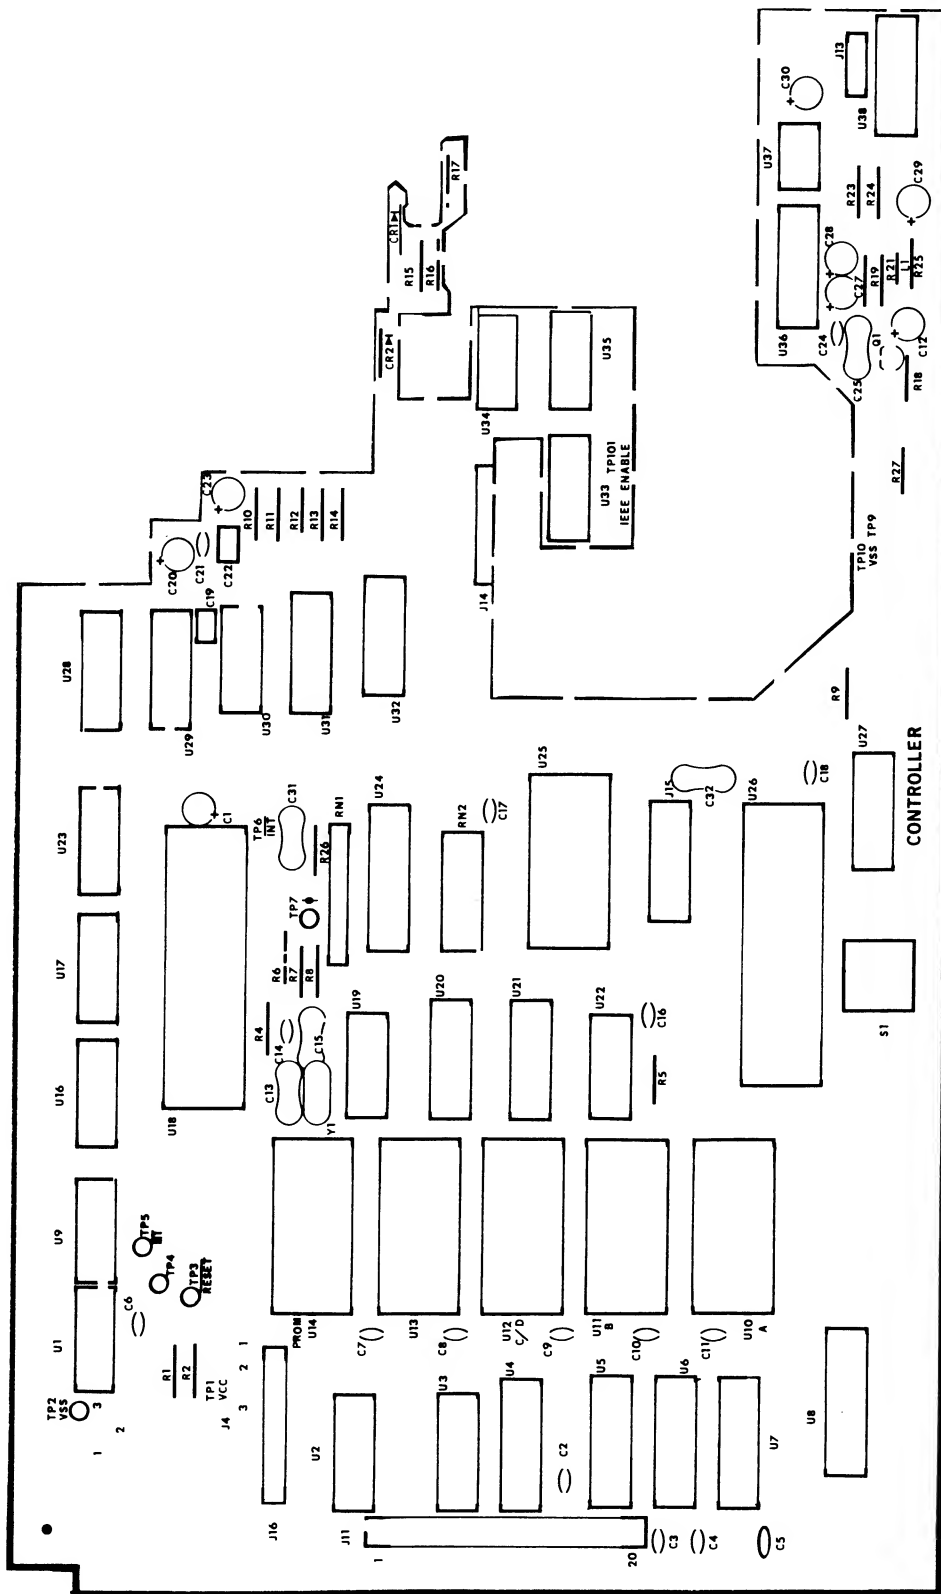 U1
U9
U16
U17
U23
U28
TP2
VSS
3
1
2
C6
TP5
INT
TP4
TP3
RESET
R1
R2
TP1
VCC
J4
3
2
1
U18
C1
+
U29
C19
C20
+
C21
C22
C23
+
R10
R11
R12
R13
R14
U30
U31
U32
J16
PROM
U14
C13
C14
C15
Y1
R4
R6
R7
R8
TP7
TP6
INT
C31
R26
RN1
J11
1
20
U2
C7
U13
U19
U24
U3
C8
U20
RN2
C17
U4
U12
C/D
C9
C2
U21
U25
U5
U11
B
C10
U22
C16
R5
U6
C11
C3
C4
C5
U7
U10
A
U8
J15
C32
U26
C18
U27
R9
S1
CONTROLLER
CR2
CR1
R15
R16
R17
J14
U34
U35
U33
TP101
IEEE ENABLE
TP10
VSS
TP9
R27
U36
C24
C25
Q1
C12
+
R18
C27
+
C28
+
R19
R21
L1
R25
R23
R24
C29
+
U37
C30
+
J13
U38